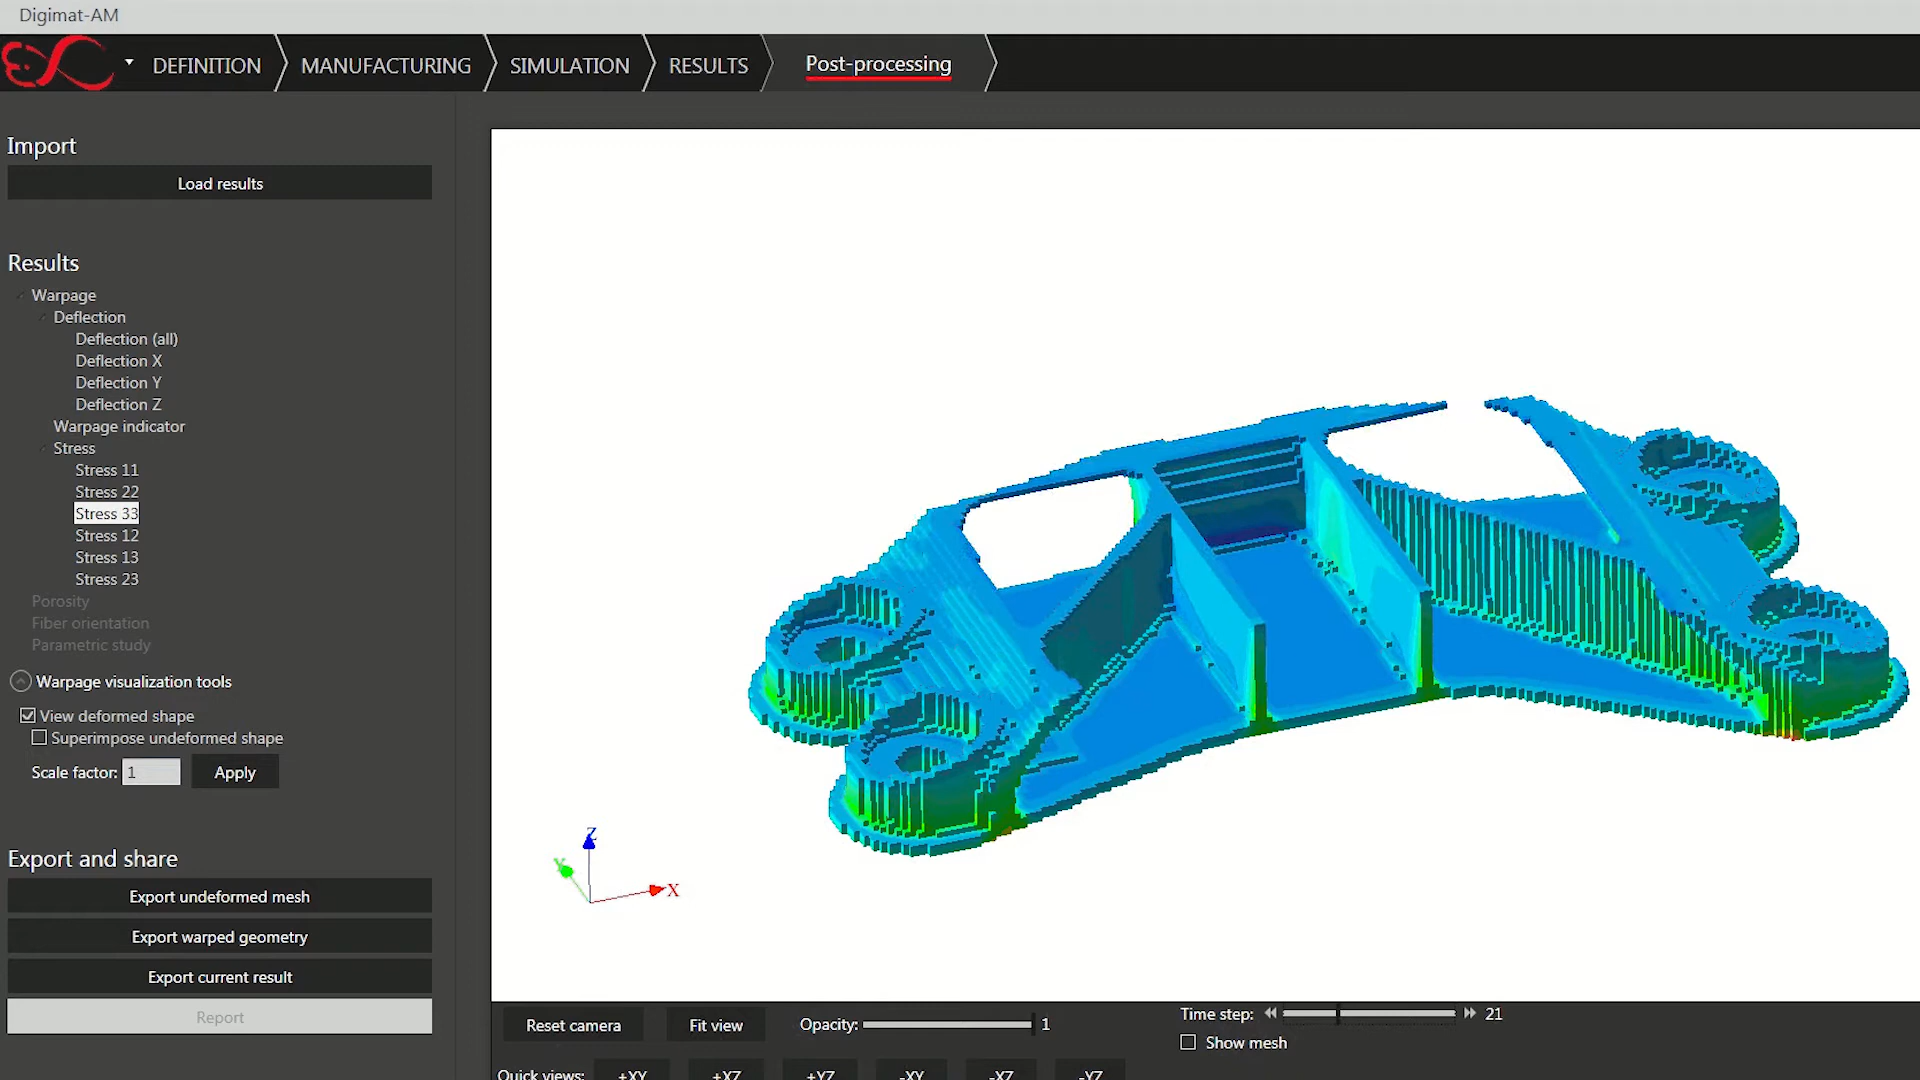 Digimat-AM
DEFINITION
MANUFACTURING
SIMULATION
RESULTS
Post-processing
Import
Load results
Results
Warpage
Deflection
Deflection (all)
Deflection X
Deflection Y
Deflection Z
Warpage indicator
Stress
Stress 11
Stress 22
Stress 33
Stress 12
Stress 13
Stress 23
Porosity
Fiber orientation
Parametric study
Warpage visualization tools
View deformed shape
Superimpose undeformed shape
Scale factor: 1 Apply
Export and share
Export undeformed mesh
Export warped geometry
Export current result
Report
Z
Y
X
Reset camera
Fit view
Opacity: 1
Time step: 21
Show mesh
Quick views: +XY +XZ +YZ -XY -XZ -YZ